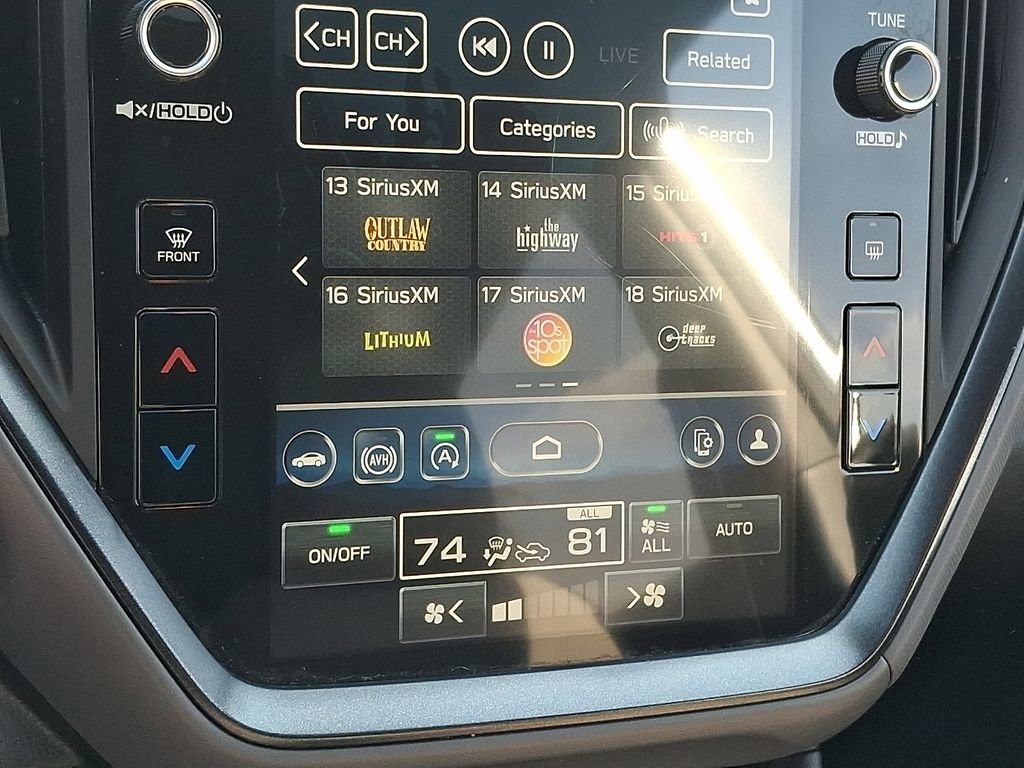 TUNE
<CH
CH>
LIVE
Related
/HOLD
HOLD
For You
Categories
Search
13 SiriusXM
14 SiriusXM
15 Sirius
OUTLAW
COUNTRY
the
highway
HITS 1
FRONT
16 SiriusXM
17 SiriusXM
18 SiriusXM
LITHIUM
the
10s
spot
deep
tracks
AVH
A
ON/OFF
74
ALL
81
ALL
AUTO